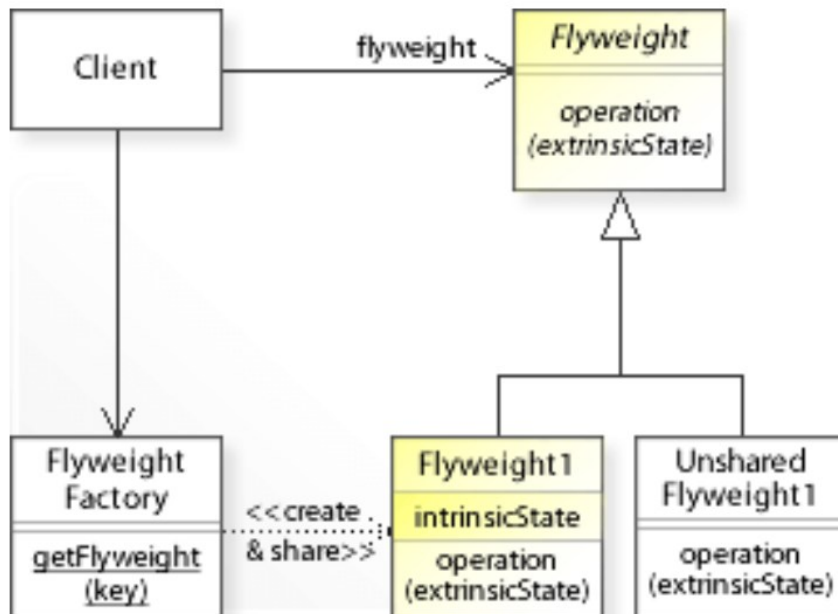 Client
flyweight
Flyweight
operation
(extrinsicState)
Flyweight
Factory
getFlyweight
(key)
<<create
& share>>
Flyweight1
intrinsicState
operation
(extrinsicState)
Unshared
Flyweight1
operation
(extrinsicState)